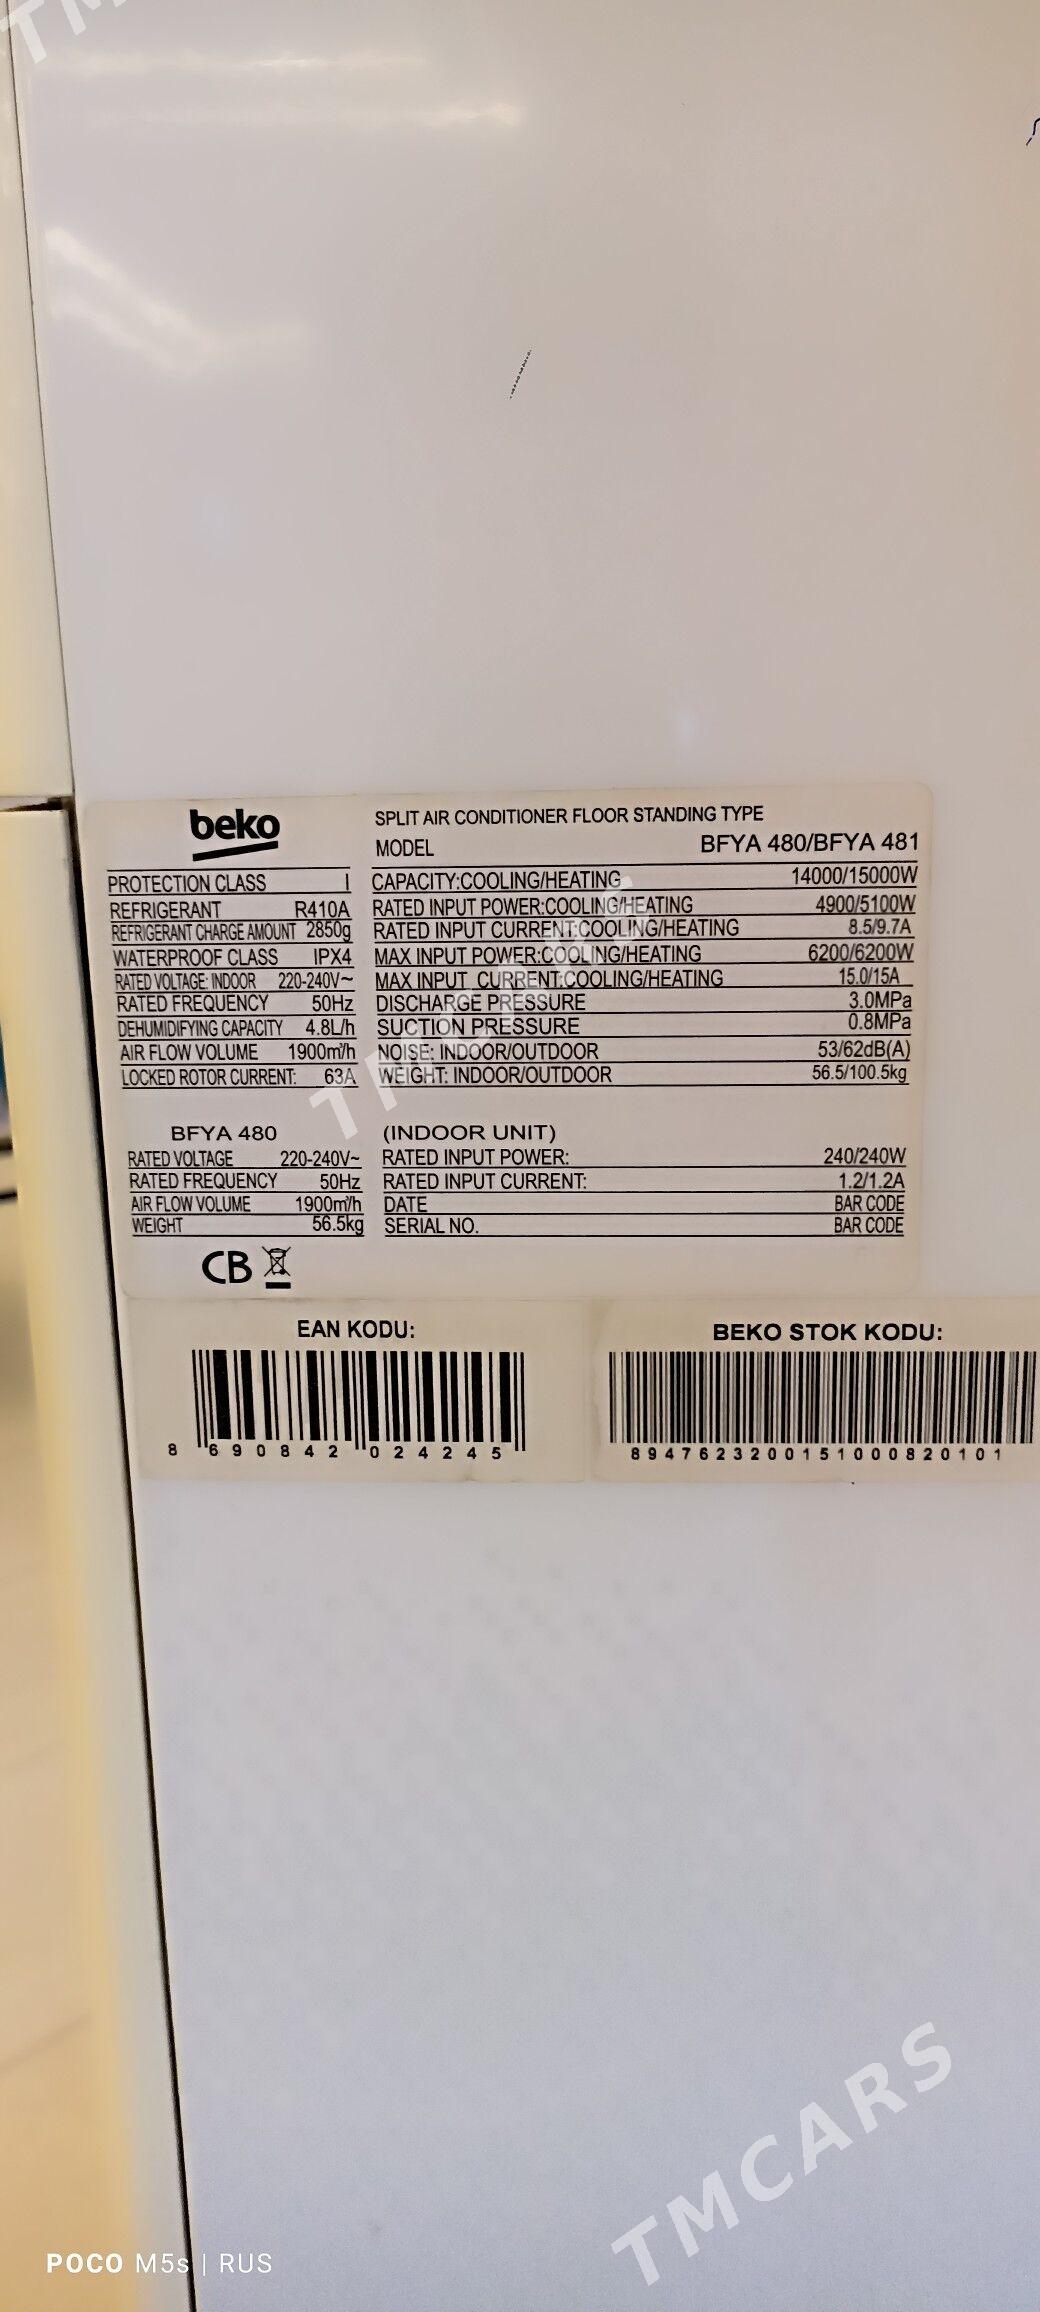 beko
SPLIT AIR CONDITIONER FLOOR STANDING TYPE
MODEL BFYA 480/BFYA 481
PROTECTION CLASS I
CAPACITY:COOLING/HEATING 14000/15000W
REFRIGERANT R410A
RATED INPUT POWER:COOLING/HEATING 4900/5100W
REFRIGERANT CHARGE AMOUNT 2850g
RATED INPUT CURRENT:COOLING/HEATING 8.5/9.7A
WATERPROOF CLASS IPX4
MAX INPUT POWER:COOLING/HEATING 6200/6200W
RATED VOLTAGE: INDOOR 220-240V~
MAX INPUT CURRENT:COOLING/HEATING 15.0/15A
RATED FREQUENCY 50Hz
DISCHARGE PRESSURE 3.0MPa
DEHUMIDIFYING CAPACITY 4.8L/h
SUCTION PRESSURE 0.8MPa
AIR FLOW VOLUME 1900m³/h
NOISE: INDOOR/OUTDOOR 53/62dB(A)
LOCKED ROTOR CURRENT: 63A
WEIGHT: INDOOR/OUTDOOR 56.5/100.5kg
BFYA 480 (INDOOR UNIT)
RATED VOLTAGE 220-240V~
RATED INPUT POWER: 240/240W
RATED FREQUENCY 50Hz
RATED INPUT CURRENT: 1.2/1.2A
AIR FLOW VOLUME 1900m³/h
DATE BAR CODE
WEIGHT 56.5kg
SERIAL NO. BAR CODE
CB
EAN KODU:
8 690842 024245
BEKO STOK KODU:
8947623200151000820101
TMCARS
TMCARS
POCO M5s | RUS